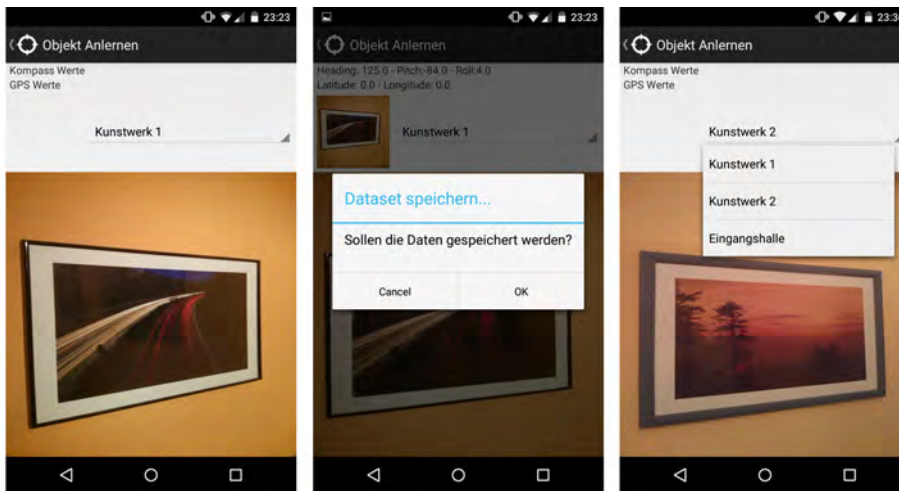 23:23
Objekt Anlernen
Kompass Werte
GPS Werte
Kunstwerk 1
23:23
Objekt Anlernen
Heading: 125.0 - Pitch:-84.0 - Roll:4.0
Latitude: 0.0 - Longitude: 0.0
Kunstwerk 1
Dataset speichern...
Sollen die Daten gespeichert werden?
Cancel OK
Objekt Anlernen
Kompass Werte
GPS Werte
Kunstwerk 2
Kunstwerk 1
Kunstwerk 2
Eingangshalle